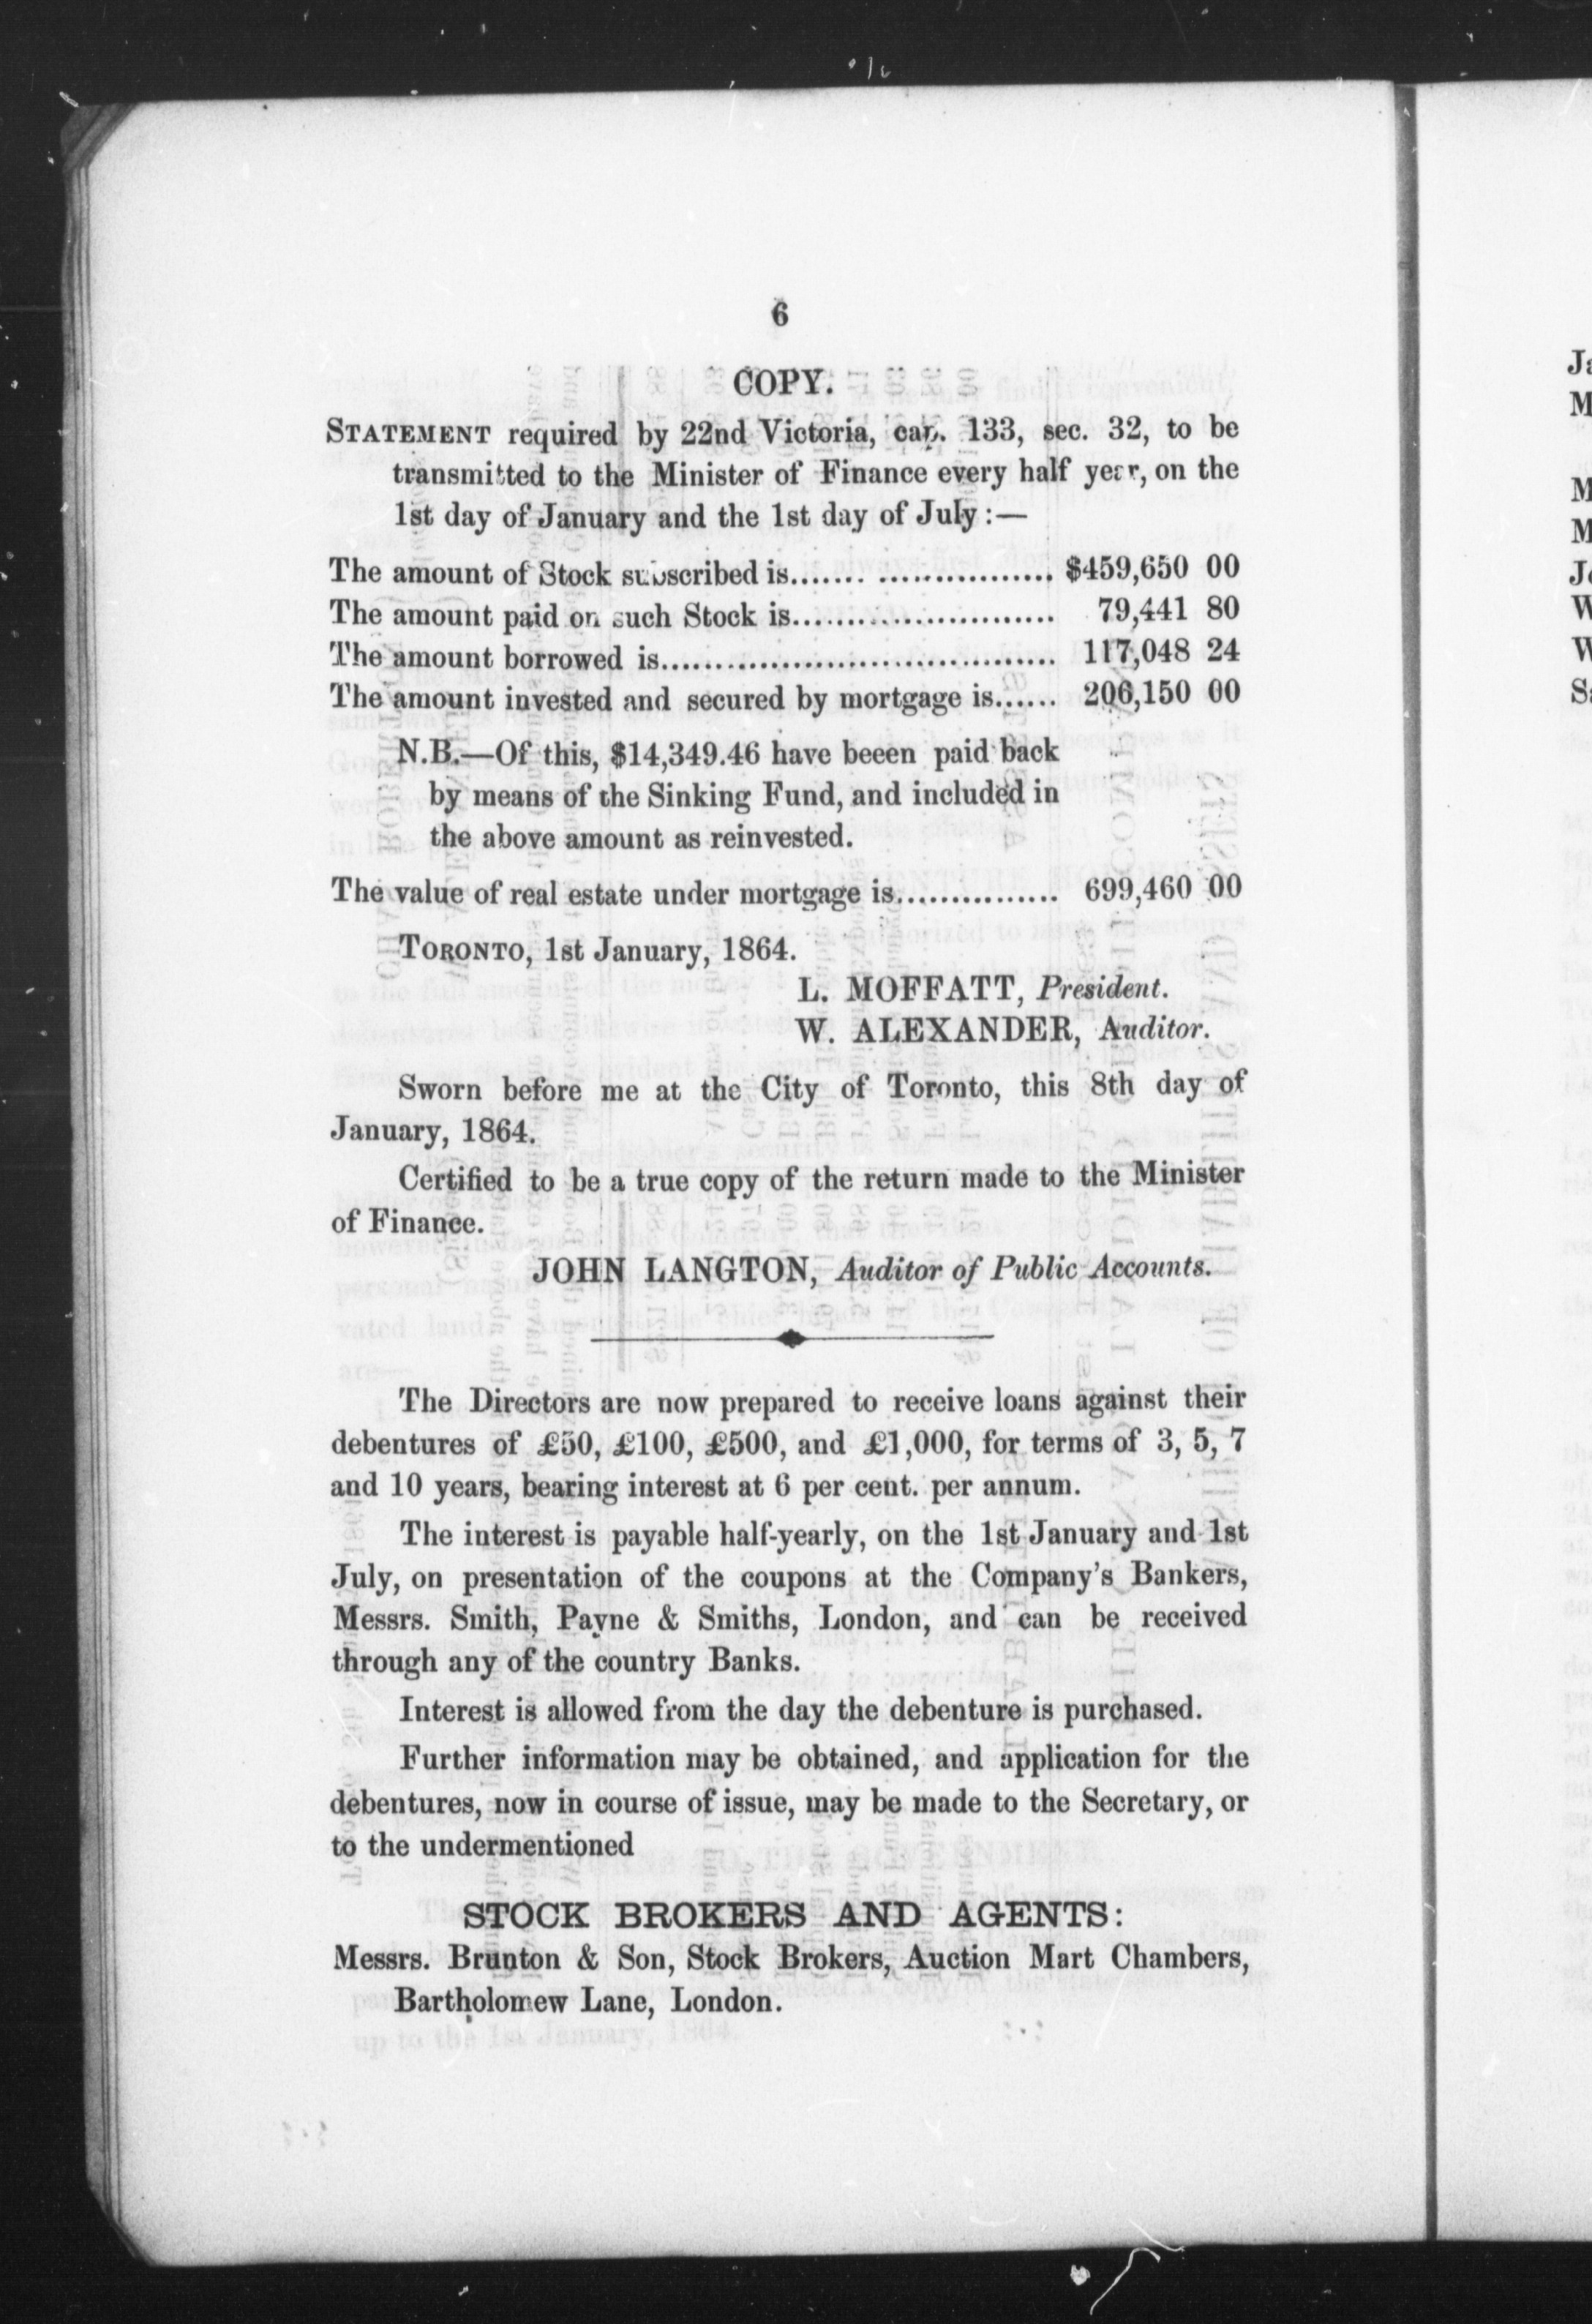 6
COPY.
STATEMENT required by 22nd Victoria, cap. 133, sec. 32, to be
transmitted to the Minister of Finance every half year, on the
1st day of January and the 1st day of July:—
The amount of Stock subscribed is....... ................ $459,650 00
The amount paid on such Stock is......................... 79,441 80
The amount borrowed is..................................... 117,048 24
The amount invested and secured by mortgage is...... 206,150 00
N.B.—Of this, $14,349.46 have beeen paid back
by means of the Sinking Fund, and included in
the above amount as reinvested.
The value of real estate under mortgage is............... 699,460 00
TORONTO, 1st January, 1864.
L. MOFFATT, President.
W. ALEXANDER, Auditor.
Sworn before me at the City of Toronto, this 8th day of
January, 1864.
Certified to be a true copy of the return made to the Minister
of Finance.
JOHN LANGTON, Auditor of Public Accounts.
The Directors are now prepared to receive loans against their
debentures of £50, £100, £500, and £1,000, for terms of 3, 5, 7
and 10 years, bearing interest at 6 per cent. per annum.
The interest is payable half-yearly, on the 1st January and 1st
July, on presentation of the coupons at the Company's Bankers,
Messrs. Smith, Payne & Smiths, London, and can be received
through any of the country Banks.
Interest is allowed from the day the debenture is purchased.
Further information may be obtained, and application for the
debentures, now in course of issue, may be made to the Secretary, or
to the undermentioned
STOCK BROKERS AND AGENTS:
Messrs. Brunton & Son, Stock Brokers, Auction Mart Chambers,
Bartholomew Lane, London.